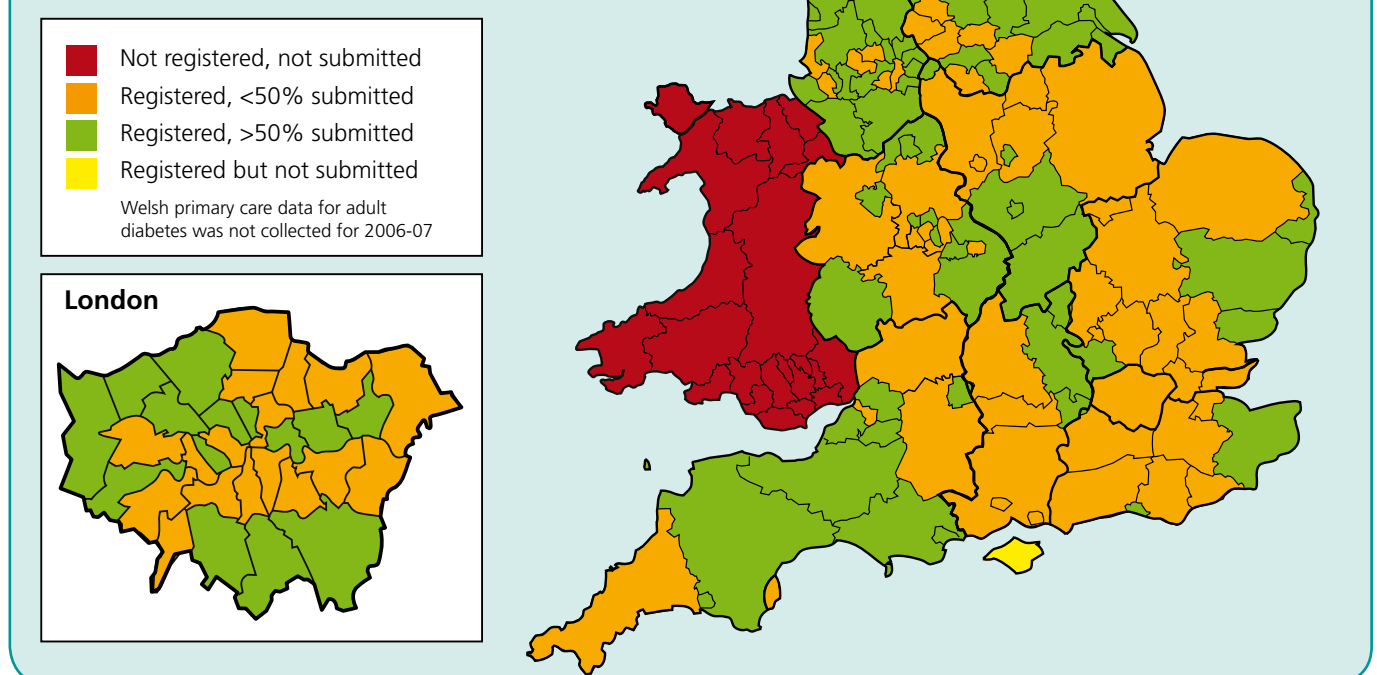 Not registered, not submitted
Registered, <50% submitted
Registered, >50% submitted
Registered but not submitted
Welsh primary care data for adult
diabetes was not collected for 2006-07
London